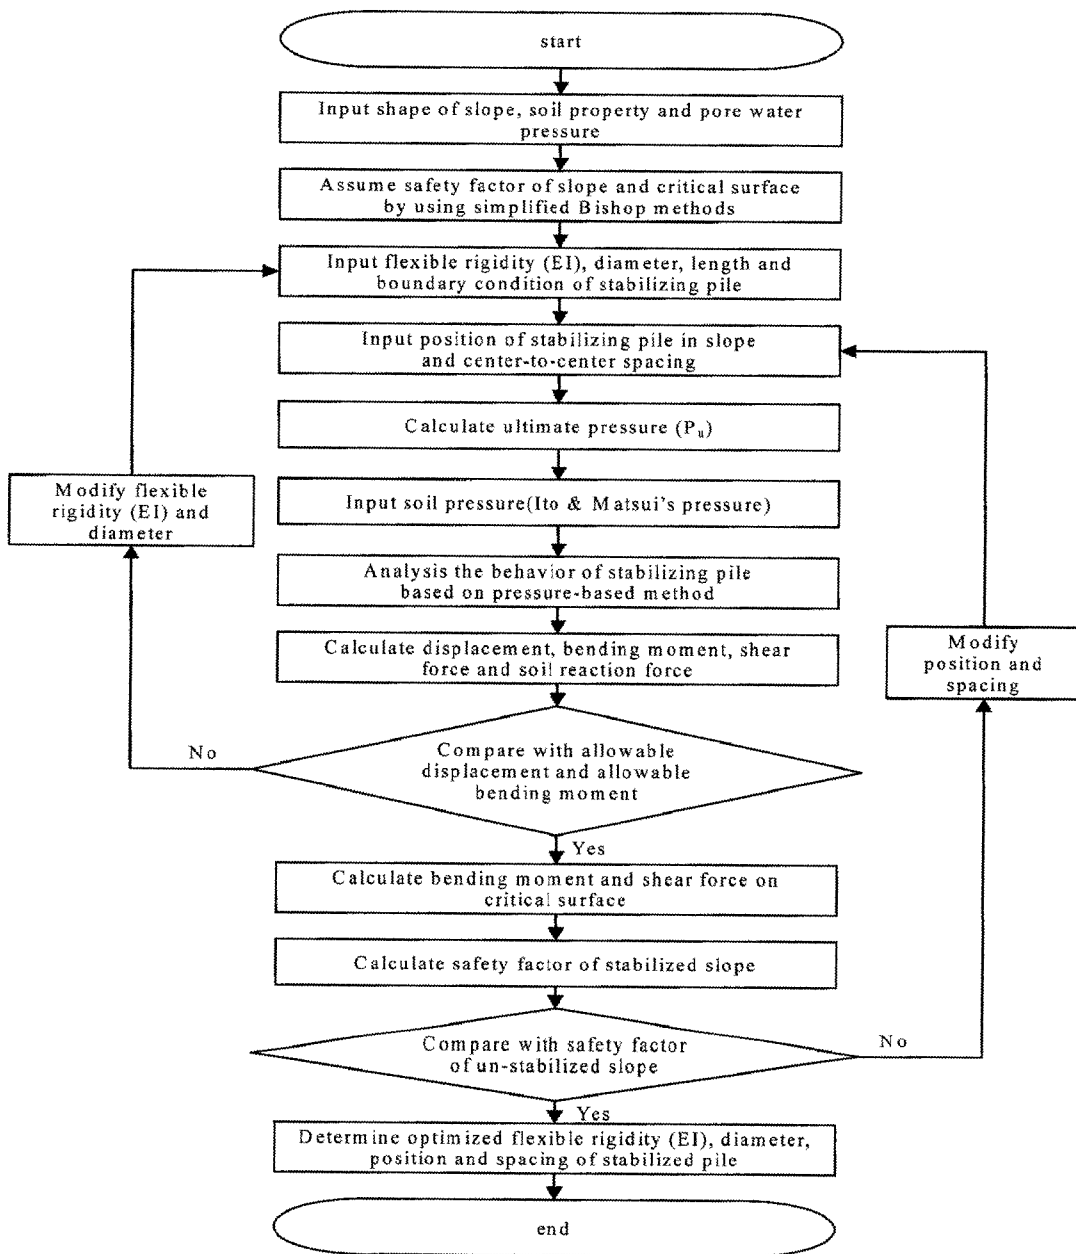 start
Input shape of slope, soil property and pore water
pressure
Assume safety factor of slope and critical surface
by using simplified Bishop methods
Input flexible rigidity (EI), diameter, length and
boundary condition of stabilizing pile
Input position of stabilizing pile in slope
and center-to-center spacing
Calculate ultimate pressure (Pu)
Modify flexible
rigidity (EI) and
diameter
Input soil pressure(Ito & Matsui's pressure)
Analysis the behavior of stabilizing pile
based on pressure-based method
Calculate displacement, bending moment, shear
force and soil reaction force
Modify
position and
spacing
No
Compare with allowable
displacement and allowable
bending moment
Yes
Calculate bending moment and shear force on
critical surface
Calculate safety factor of stabilized slope
Compare with safety factor
of un-stabilized slope
No
Yes
Determine optimized flexible rigidity (EI), diameter,
position and spacing of stabilized pile
end